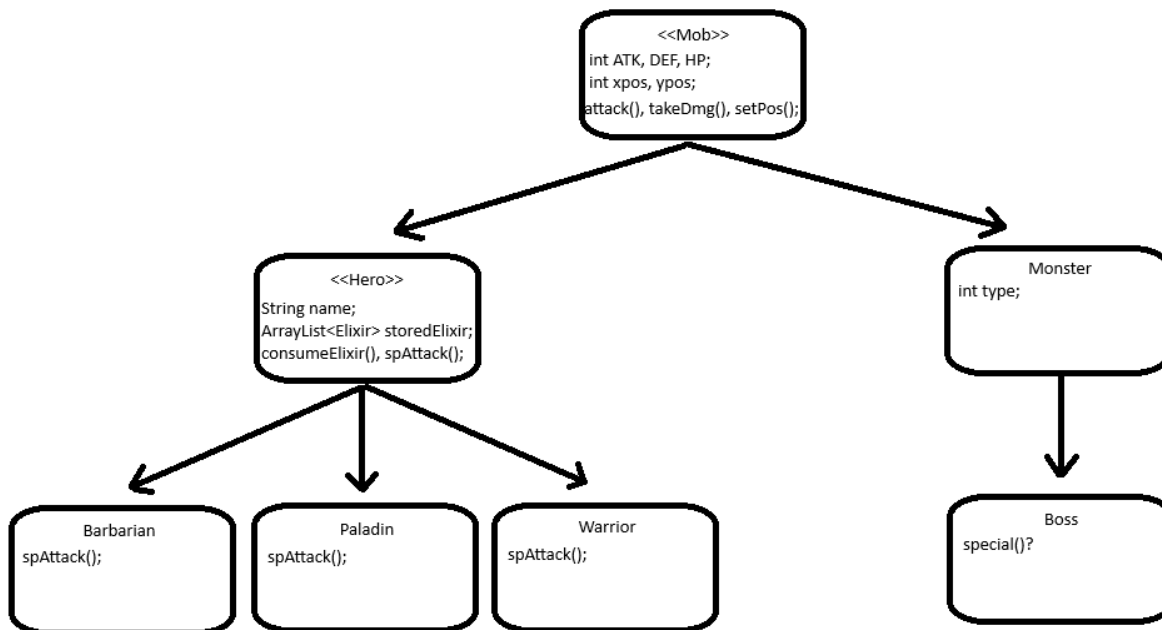 <<Mob>>
int ATK, DEF, HP;
int xpos, ypos;
attack(), takeDmg(), setPos();
<<Hero>>
String name;
ArrayList<Elixir> storedElixir;
consumeElixir(), spAttack();
Monster
int type;
Barbarian
spAttack();
Paladin
spAttack();
Warrior
spAttack();
Boss
special()?